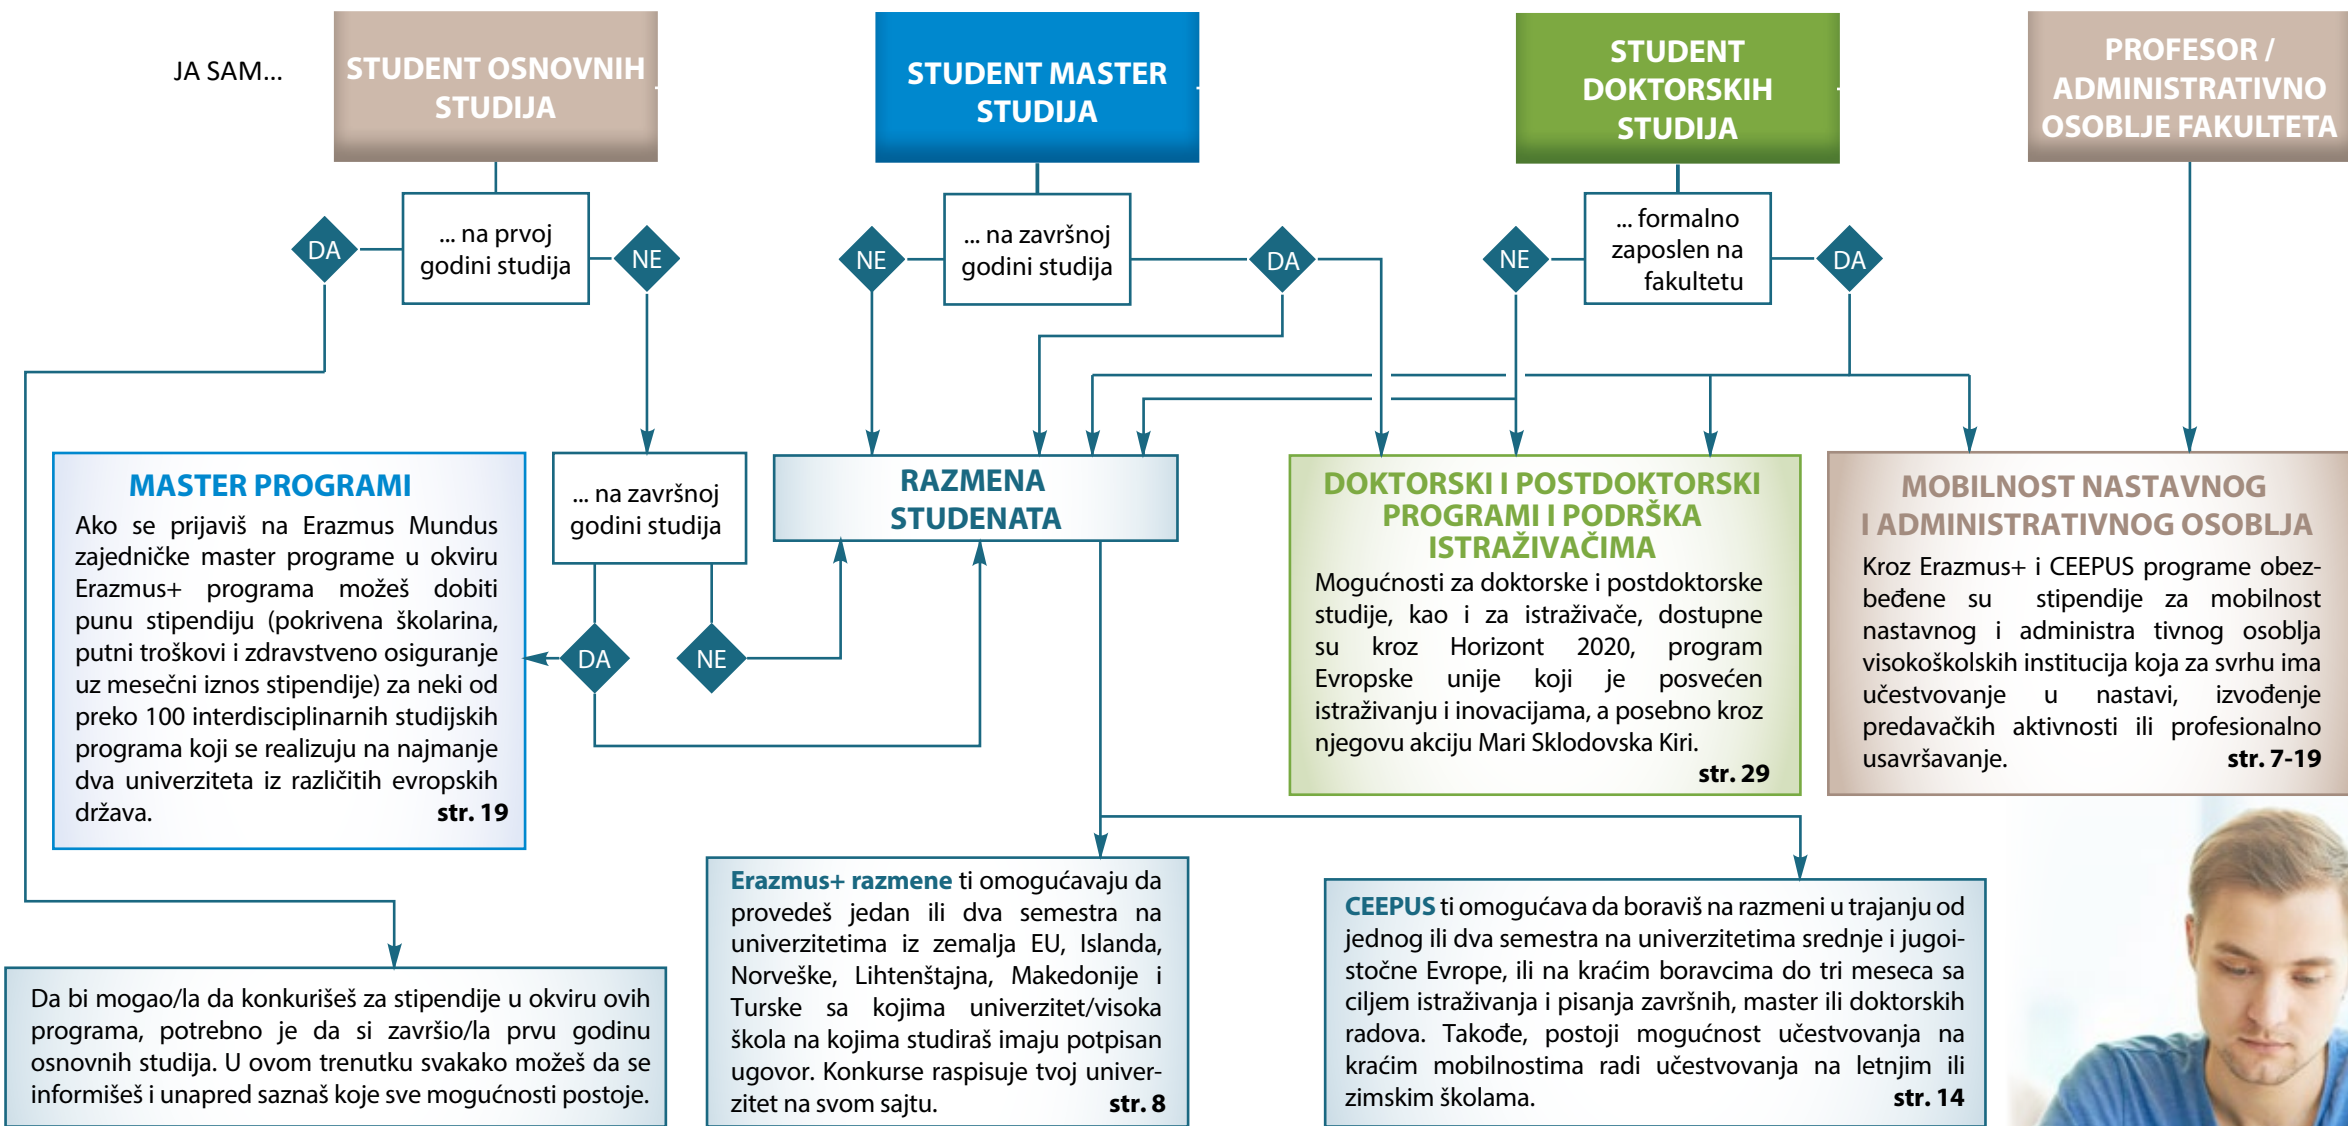 JA SAM...
STUDENT OSNOVNIH
STUDIJA
STUDENT MASTER
STUDIJA
STUDENT
DOKTORSKIH
STUDIJA
PROFESOR /
ADMINISTRATIVNO
OSOBLJE FAKULTETA
DA
... na prvoj
godini studija
NE
NE
... na završnoj
godini studija
DA
NE
... formalno
zaposlen na
fakultetu
DA
MASTER PROGRAMI
Ako se prijaviš na Erazmus Mundus
zajedničke master programe u okviru
Erazmus+ programa možeš dobiti
punu stipendiju (pokrivena školarina,
putni troškovi i zdravstveno osiguranje
uz mesečni iznos stipendije) za neki od
preko 100 interdisciplinarnih studijskih
programa koji se realizuju na najmanje
dva univerziteta iz različitih evropskih
država. str. 19
... na završnoj
godini studija
DA
NE
RAZMENA
STUDENATA
DOKTORSKI I POSTDOKTORSKI
PROGRAMI I PODRŠKA
ISTRAŽIVAČIMA
Mogućnosti za doktorske i postdoktorske
studije, kao i za istraživače, dostupne
su kroz Horizont 2020, program
Evropske unije koji je posvećen
istraživanju i inovacijama, a posebno kroz
njegovu akciju Mari Sklodovska Kiri.
str. 29
MOBILNOST NASTAVNOG
I ADMINISTRATIVNOG OSOBLJA
Kroz Erazmus+ i CEEPUS programe obez-
beđene su stipendije za mobilnost
nastavnog i administra tivnog osoblja
visokoškolskih institucija koja za svrhu ima
učestvovanje u nastavi, izvođenje
predavačkih aktivnosti ili profesionalno
usavršavanje. str. 7-19
Da bi mogao/la da konkurišeš za stipendije u okviru ovih
programa, potrebno je da si završio/la prvu godinu
osnovnih studija. U ovom trenutku svakako možeš da se
informišeš i unapred saznaš koje sve mogućnosti postoje.
Erazmus+ razmene ti omogućavaju da
provedeš jedan ili dva semestra na
univerzitetima iz zemalja EU, Islanda,
Norveške, Lihtenštajna, Makedonije i
Turske sa kojima univerzitet/visoka
škola na kojima studiraš imaju potpisan
ugovor. Konkurse raspisuje tvoj univer-
zitet na svom sajtu. str. 8
CEEPUS ti omogućava da boraviš na razmeni u trajanju od
jednog ili dva semestra na univerzitetima srednje i jugoi-
stočne Evrope, ili na kraćim boravcima do tri meseca sa
ciljem istraživanja i pisanja završnih, master ili doktorskih
radova. Takođe, postoji mogućnost učestvovanja na
kraćim mobilnostima radi učestvovanja na letnjim ili
zimskim školama. str. 14